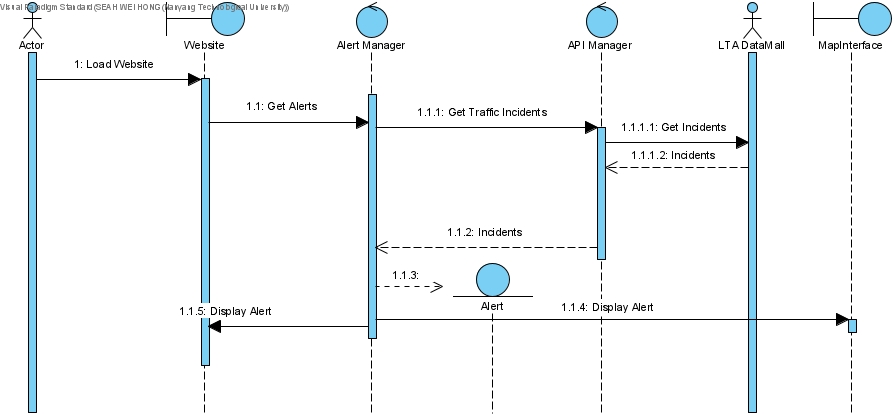 Visual Paradigm Standard (SEAH WEI HONG (Nanyang Technological University))
Actor
Website
Alert Manager
API Manager
LTA DataMall
MapInterface
1: Load Website
1.1: Get Alerts
1.1.1: Get Traffic Incidents
1.1.1.1: Get Incidents
1.1.1.2: Incidents
1.1.2: Incidents
1.1.3:
Alert
1.1.5: Display Alert
1.1.4: Display Alert